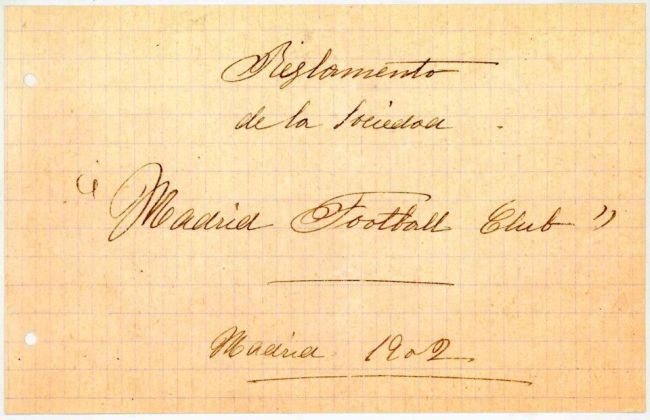 Reglamento
de la Sociedad.
"Madrid Football Club"
Madrid 1902.